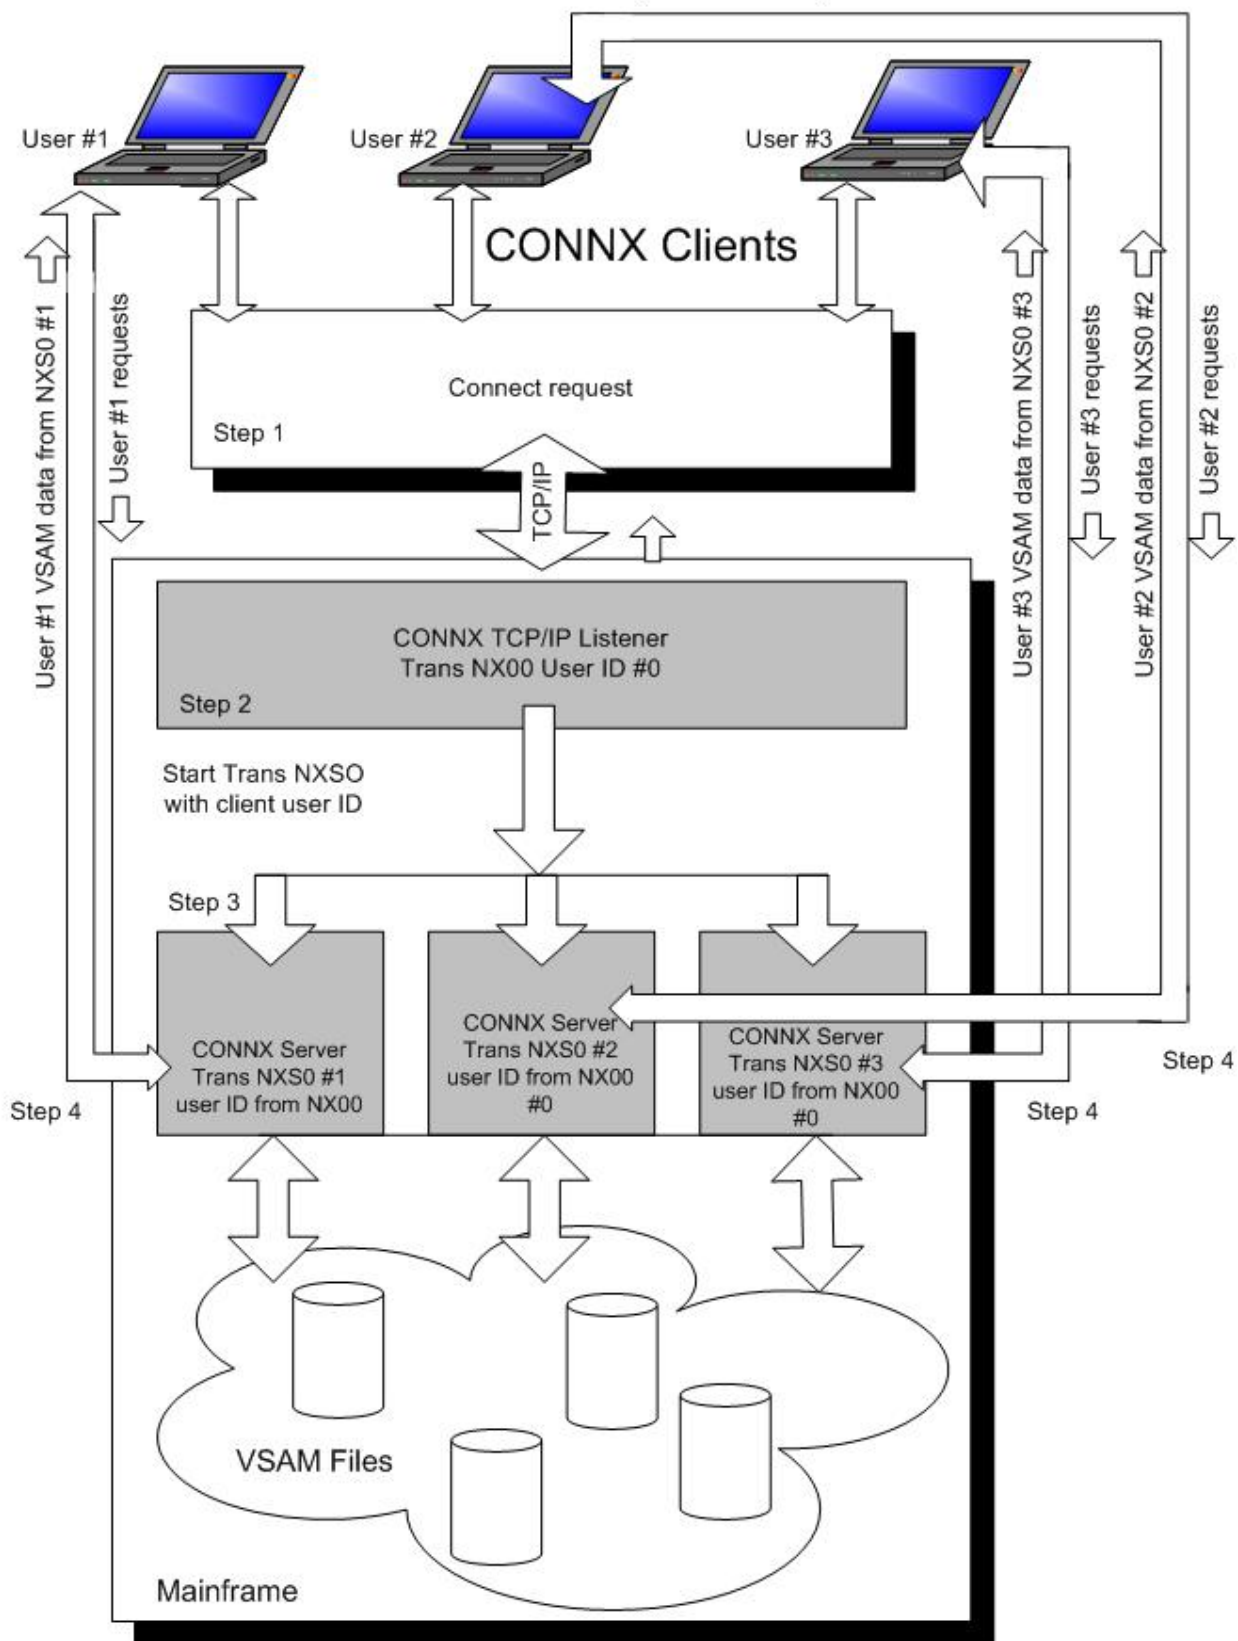 User #1
User #2
User #3
CONNX Clients
Connect request
Step 1
TCP/IP
User #1 VSAM data from NXS0 #1
User #1 requests
User #3 VSAM data from NXS0 #3
User #3 requests
User #2 VSAM data from NXS0 #2
User #2 requests
CONNX TCP/IP Listener
Trans NX00 User ID #0
Step 2
Start Trans NXSO
with client user ID
Step 3
CONNX Server
Trans NXS0 #1
user ID from NX00
CONNX Server
Trans NXS0 #2
user ID from NX00
#0
CONNX Server
Trans NXS0 #3
user ID from NX00
#0
Step 4
Step 4
Step 4
VSAM Files
Mainframe